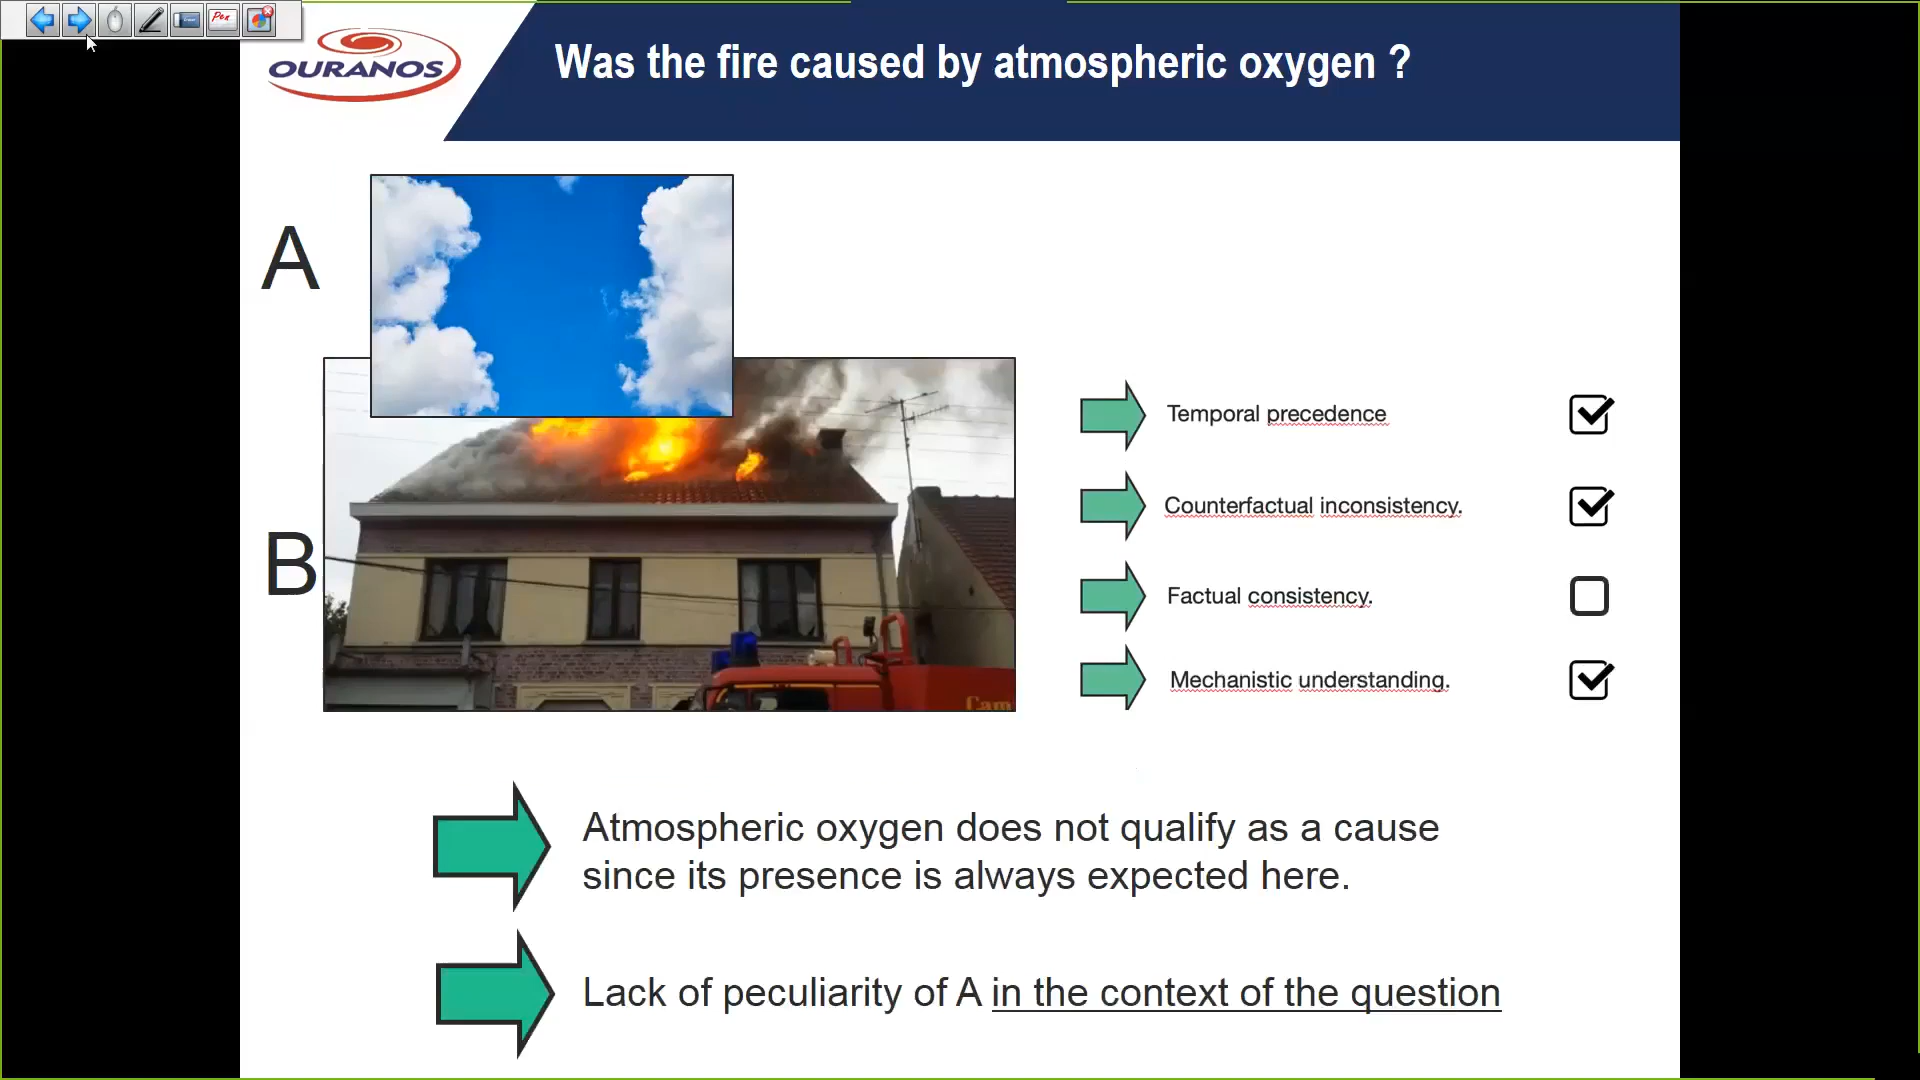 Pen
OURANOS
Was the fire caused by atmospheric oxygen ?
A
B
Cam
Temporal precedence
Counterfactual inconsistency.
Factual consistency.
Mechanistic understanding.
Atmospheric oxygen does not qualify as a cause
since its presence is always expected here.
Lack of peculiarity of A in the context of the question